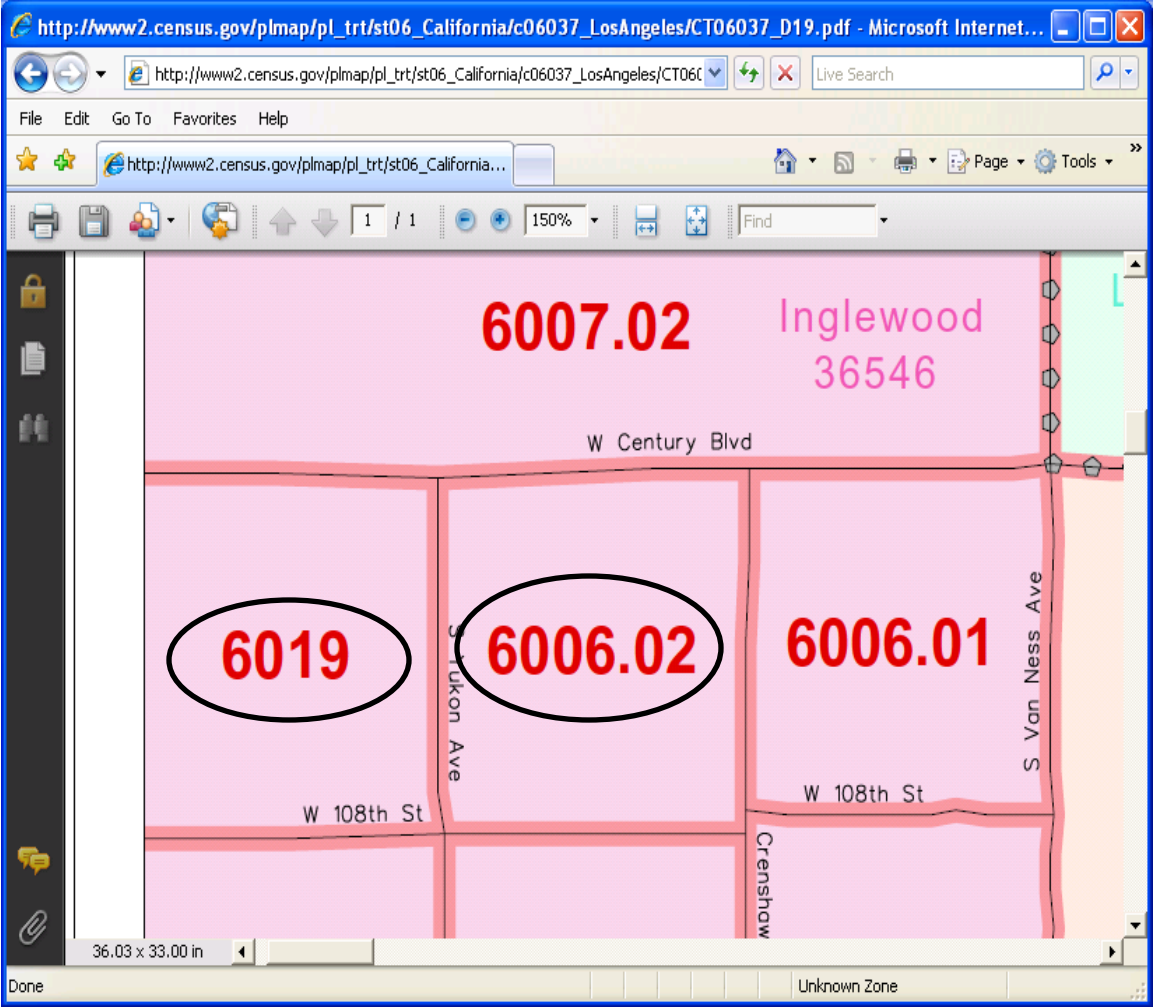 http://www2.census.gov/plmap/pl_trt/st06_California/c06037_LosAngeles/CT06037_D19.pdf - Microsoft Internet...
http://www2.census.gov/plmap/pl_trt/st06_California/c06037_LosAngeles/CT060
Live Search
File Edit Go To Favorites Help
http://www2.census.gov/plmap/pl_trt/st06_California...
Page Tools »
1 / 1 150% Find
6007.02
Inglewood
36546
L
W Century Blvd
6019
S Yukon Ave
6006.02
6006.01
S Van Ness Ave
W 108th St
W 108th St
Crenshaw
36.03 x 33.00 in
Done Unknown Zone